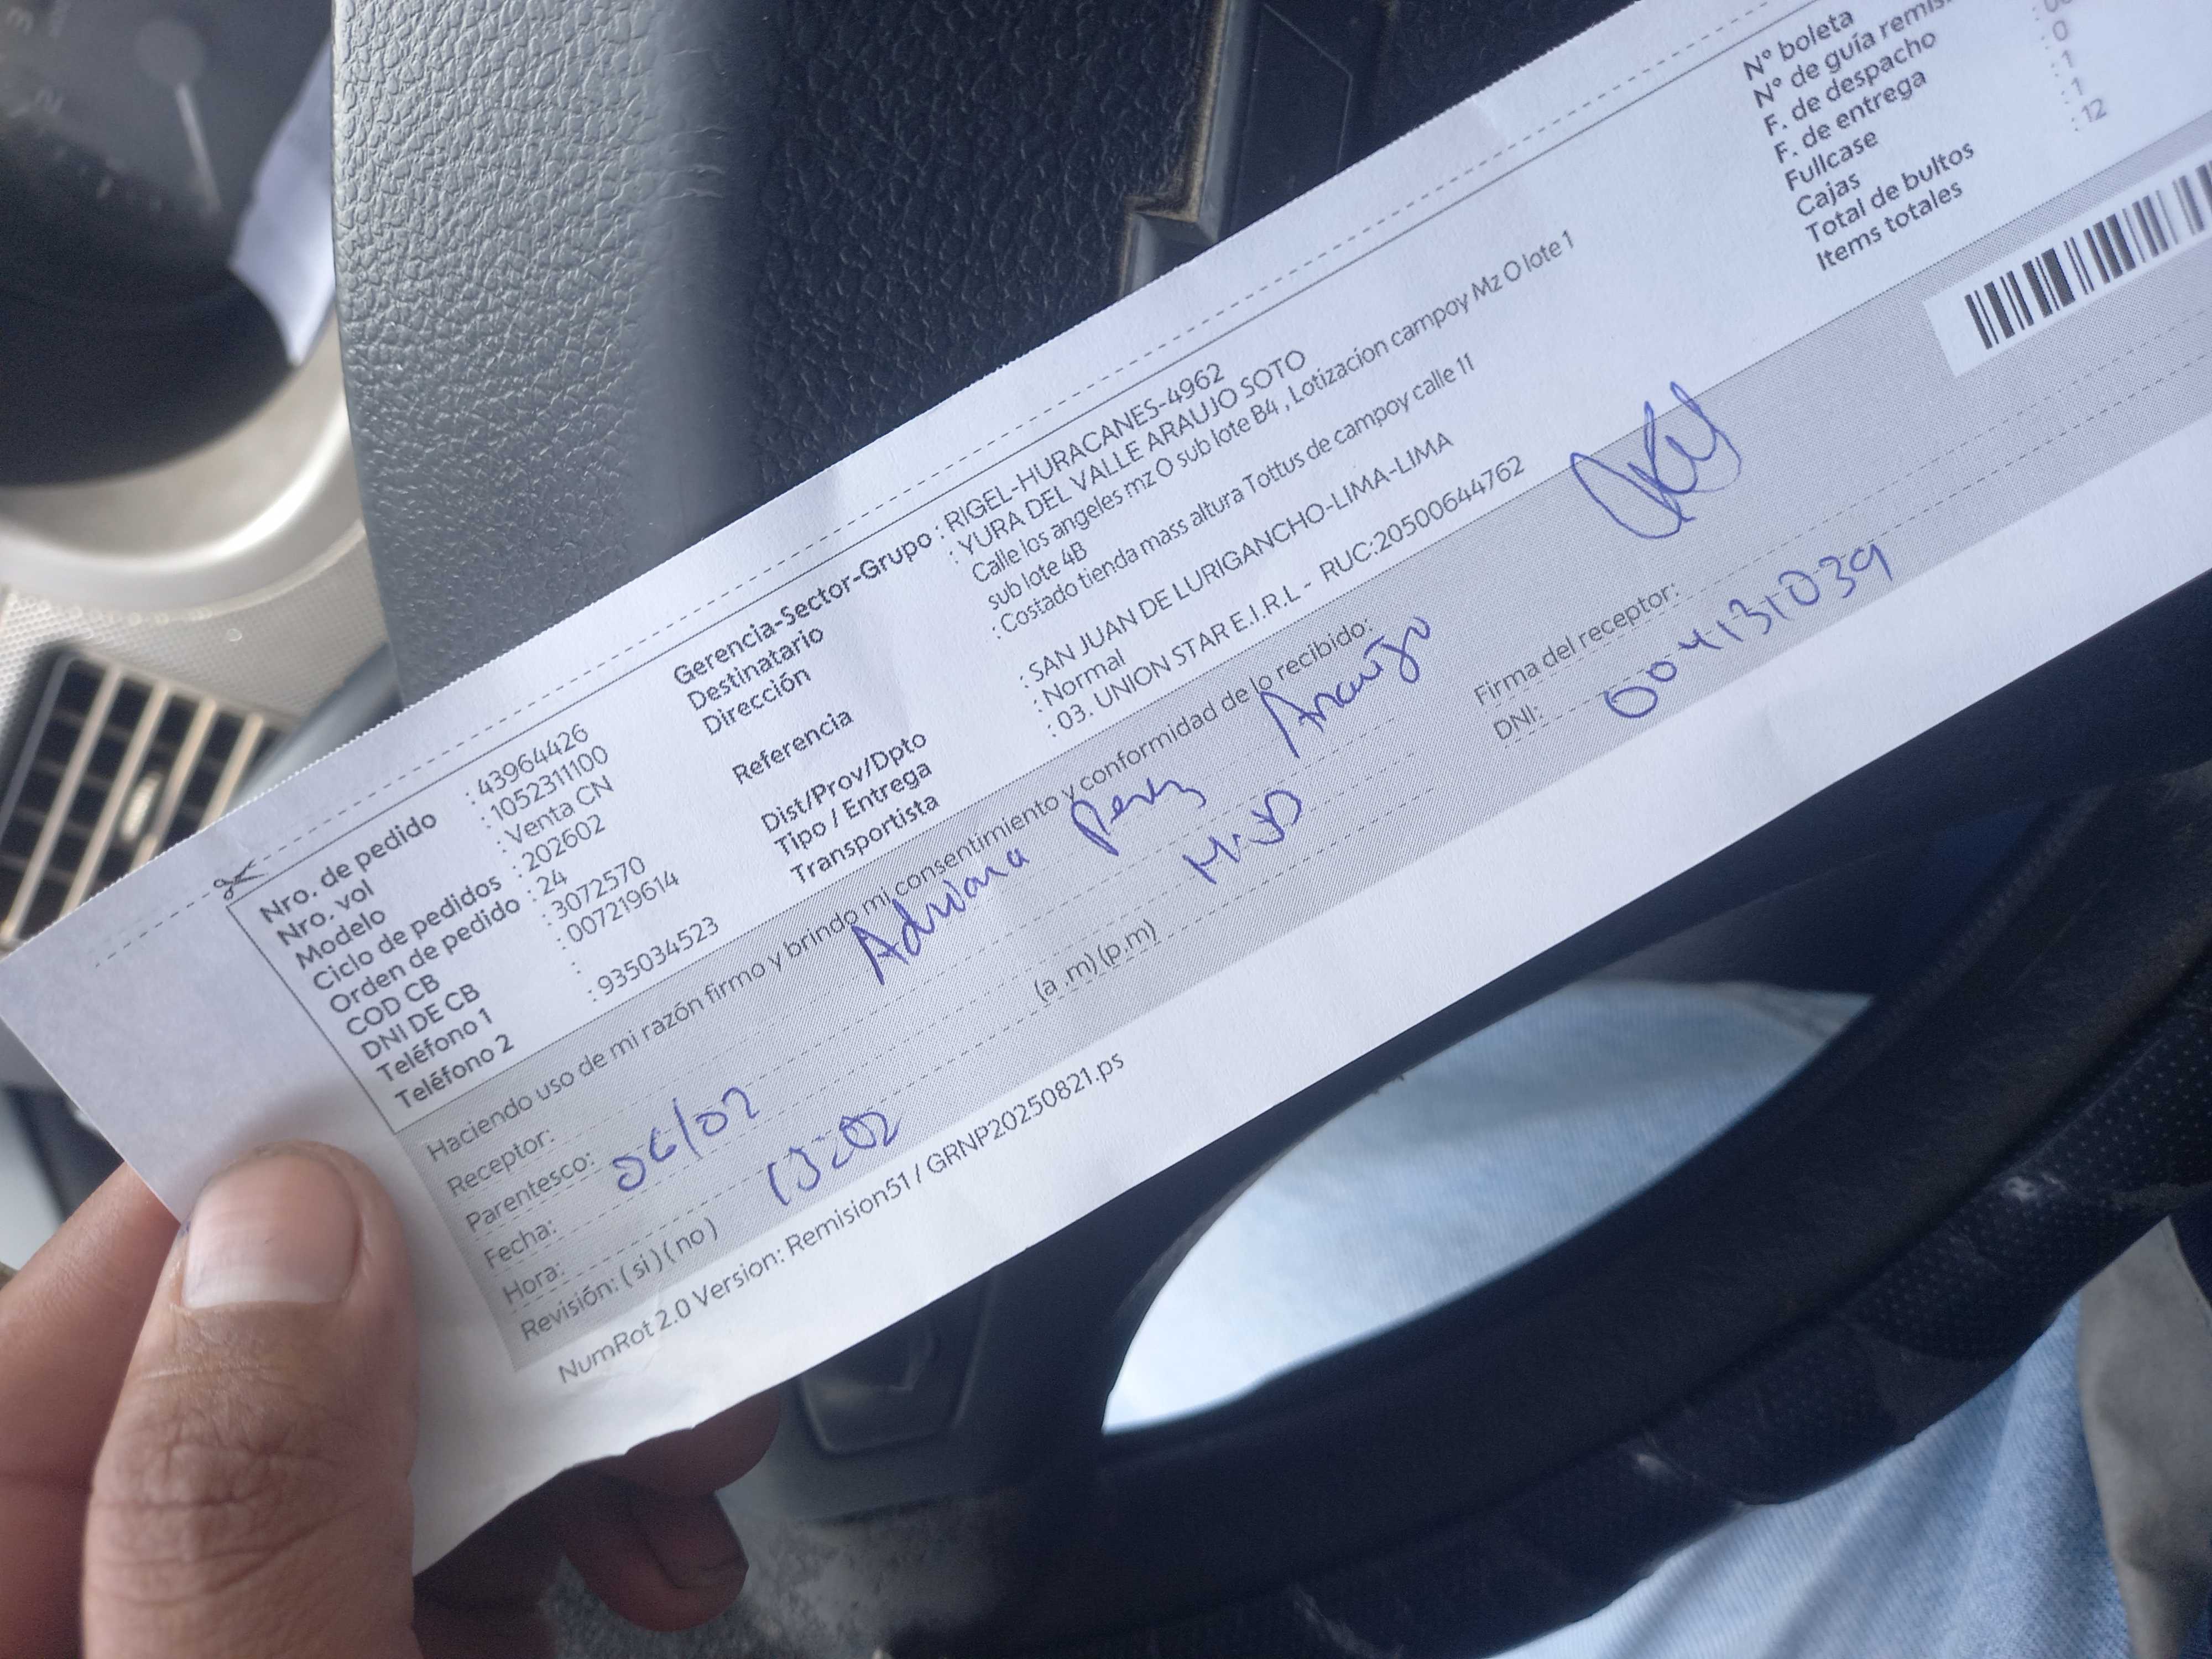 Nro. de pedido : 43964426
Nro. vol : 1052311100
Modelo : Venta CN
Ciclo de pedidos : 202602
Orden de pedido : 24
COD CB : 3072570
DNI DE CB : 007219614
Teléfono 1 :
Teléfono 2 : 935034523
Gerencia-Sector-Grupo : RIGEL-HURACANES-4962
Destinatario : YURA DEL VALLE ARAUJO SOTO
Dirección : Calle los angeles mz O sub lote B4 , Lotizacíon campoy Mz O lote 1
sub lote 4B
Referencia : Costado tienda mass altura Tottus de campoy calle 11
Dist/Prov/Dpto : SAN JUAN DE LURIGANCHO-LIMA-LIMA
Tipo / Entrega : Normal
Transportista : 03. UNION STAR E.I.R.L - RUC:20500644762
N° boleta
N° de guía
F. de despacho
F. de entrega
Fullcase : 0
Cajas : 1
Total de bultos : 1
Items totales : 12
Haciendo uso de mi razón firmo y brindo mi consentimiento y conformidad de lo recibido:
Receptor: Adriana Perez Araujo
Parentesco:
Fecha: 06/02
Hora: 13:02 (a .m) (p.m)
Revisión: ( si ) ( no )
Firma del receptor:
DNI: 004131039
NumRot 2.0 Version: Remision51 / GRNP20250821.ps